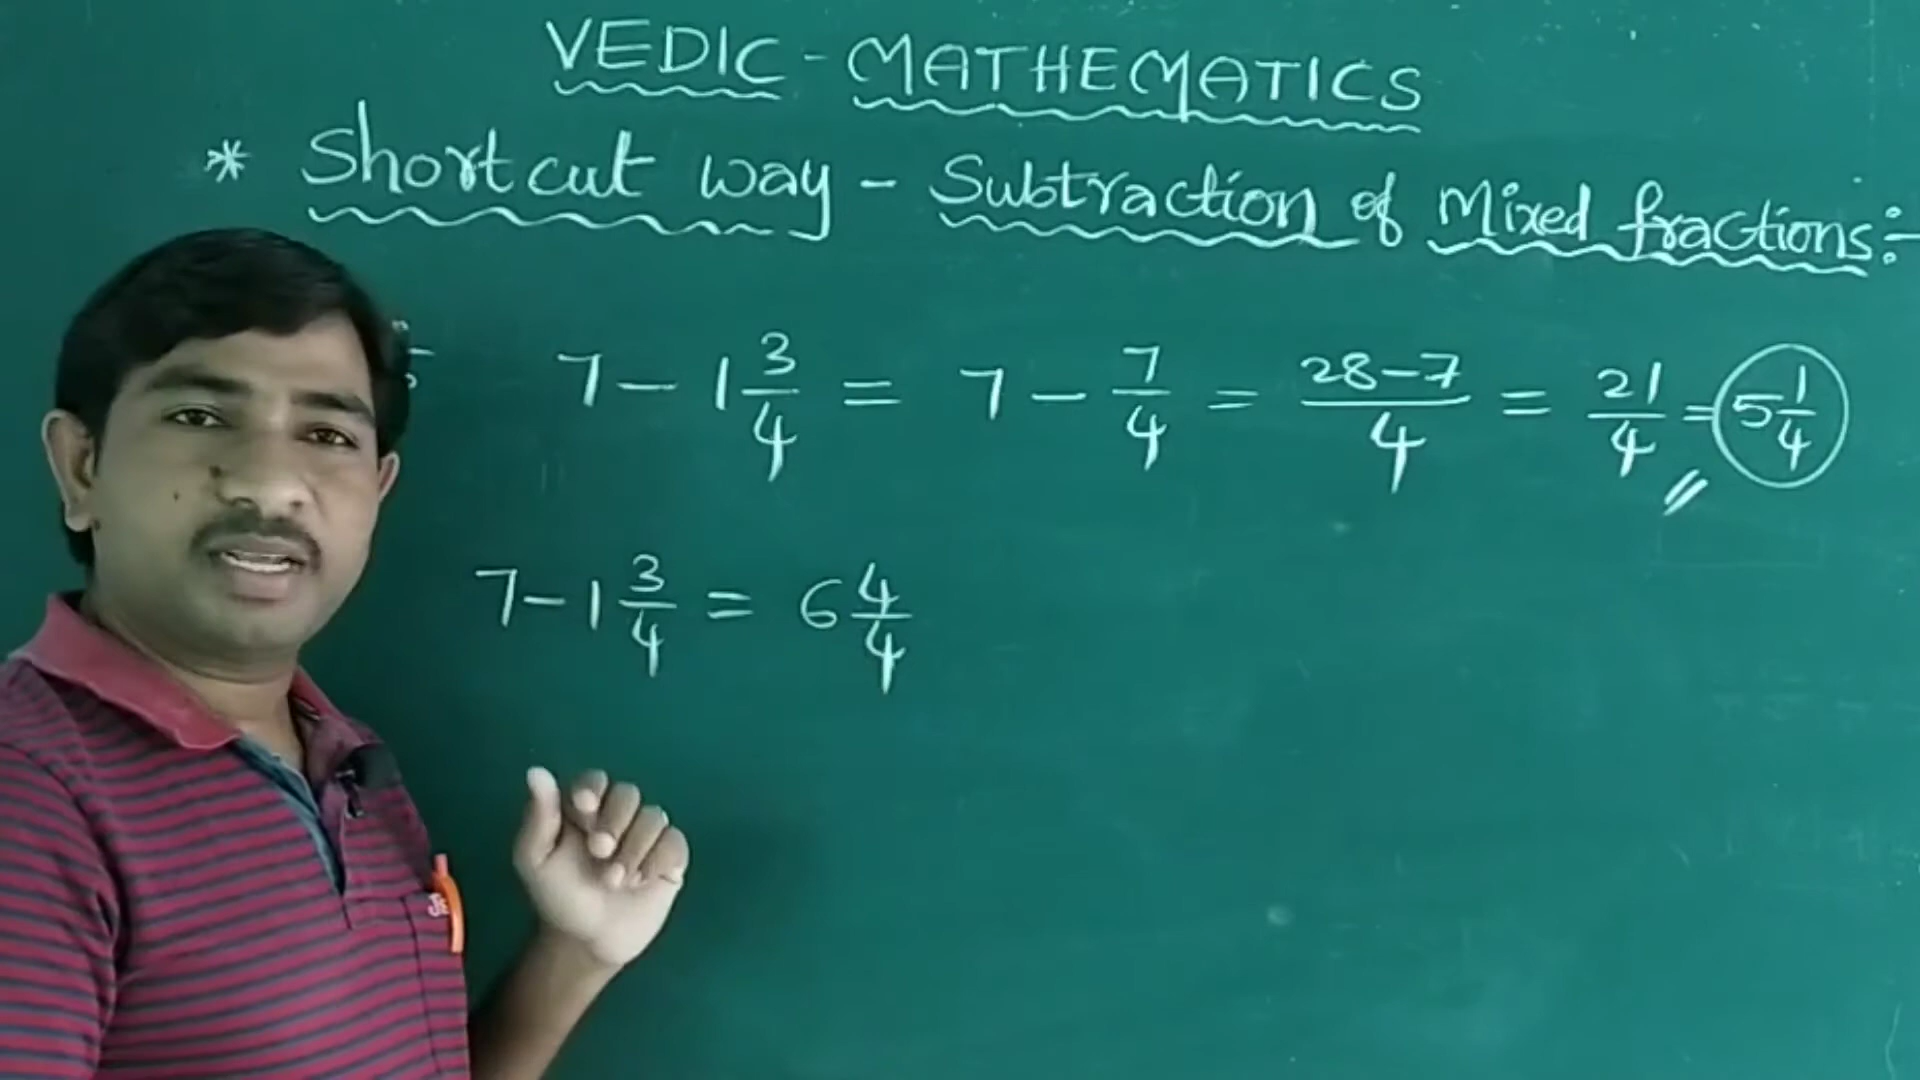 VEDIC - MATHEMATICS
* Shortcut way - Subtraction of Mixed fractions:-
7 - 1 3/4 = 7 - 7/4 = 28-7/4 = 21/4 = 5 1/4
7 - 1 3/4 = 6 4/4